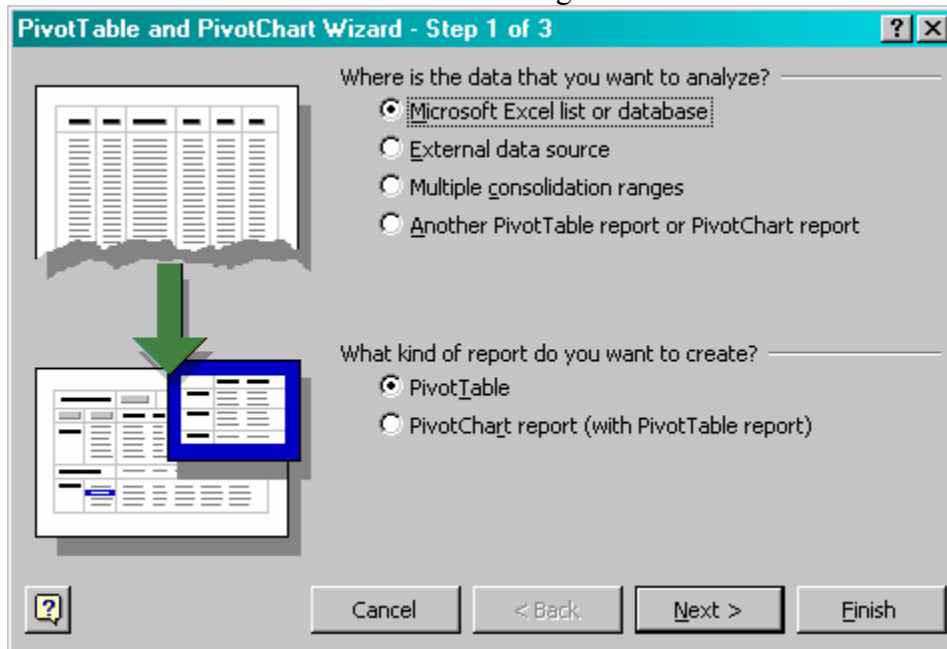 PivotTable and PivotChart Wizard - Step 1 of 3
Where is the data that you want to analyze?
Microsoft Excel list or database
External data source
Multiple consolidation ranges
Another PivotTable report or PivotChart report
What kind of report do you want to create?
PivotTable
PivotChart report (with PivotTable report)
Cancel
< Back
Next >
Finish